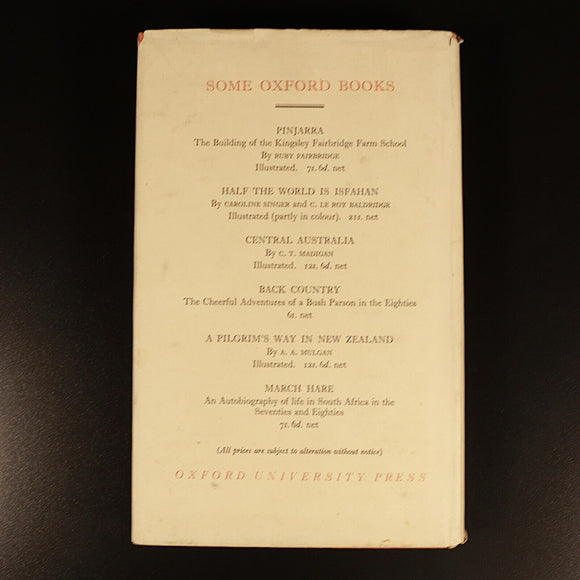 SOME OXFORD BOOKS
PINJARRA
The Building of the Kingsley Fairbridge Farm School
By RUBY FAIRBRIDGE
Illustrated. 7s. 6d. net
HALF THE WORLD IS ISFAHAN
By CAROLINE SINGER and C. LE ROY BALDRIDGE
Illustrated (partly in colour). 21s. net
CENTRAL AUSTRALIA
By C. T. MADIGAN
Illustrated. 12s. 6d. net
BACK COUNTRY
The Cheerful Adventures of a Bush Parson in the Eighties
6s. net
A PILGRIM'S WAY IN NEW ZEALAND
By A. A. MULGAN
Illustrated. 12s. 6d. net
MARCH HARE
An Autobiography of life in South Africa in the
Seventies and Eighties
7s. 6d. net
(All prices are subject to alteration without notice)
OXFORD UNIVERSITY PRESS